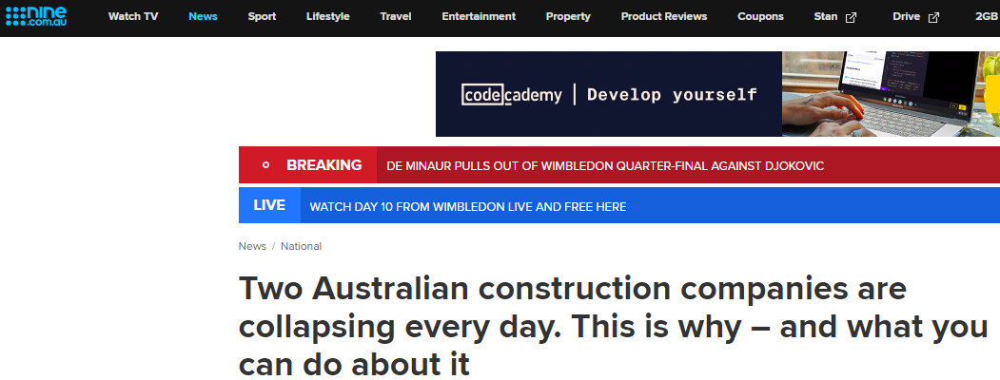 nine
.com.au
Watch TV News Sport Lifestyle Travel Entertainment Property Product Reviews Coupons Stan Drive 2GB
codecademy | Develop yourself
BREAKING DE MINAUR PULLS OUT OF WIMBLEDON QUARTER-FINAL AGAINST DJOKOVIC
LIVE WATCH DAY 10 FROM WIMBLEDON LIVE AND FREE HERE
News / National
Two Australian construction companies are
collapsing every day. This is why – and what you
can do about it